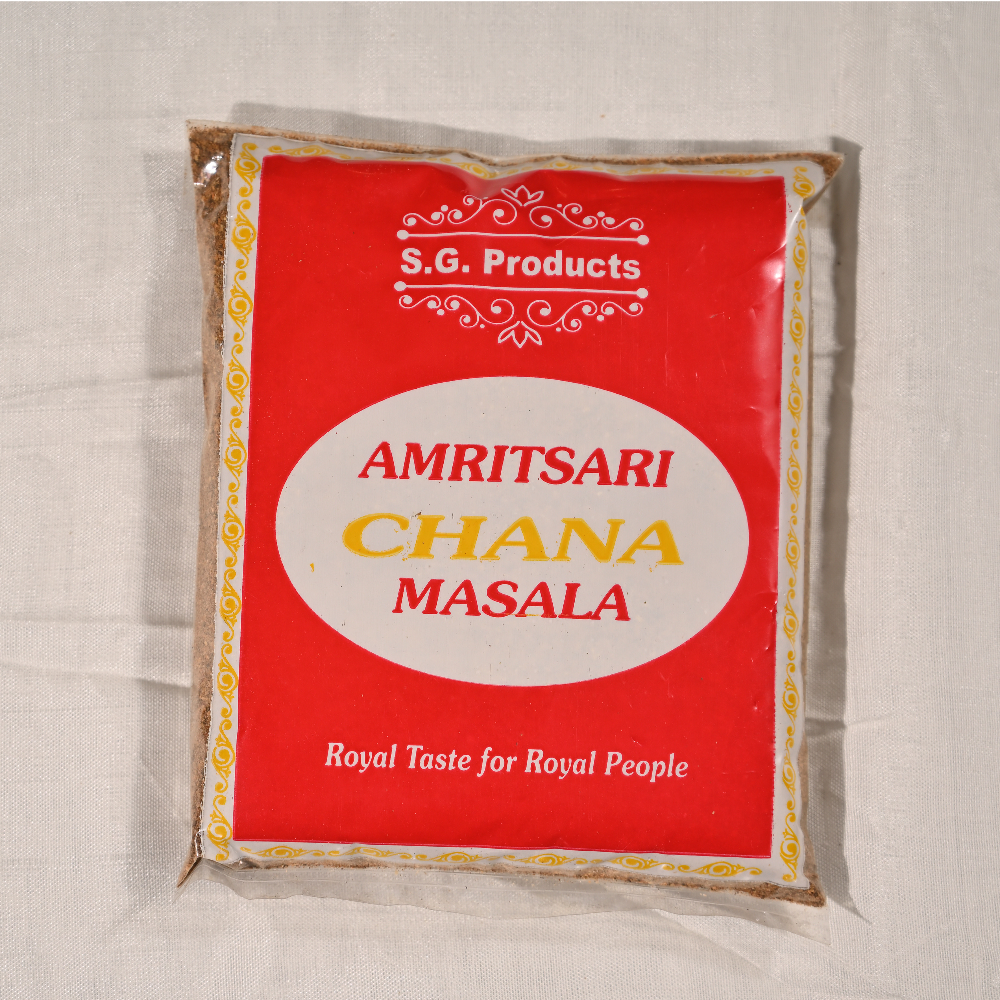 S.G. Products
AMRITSARI
CHANA
MASALA
Royal Taste for Royal People